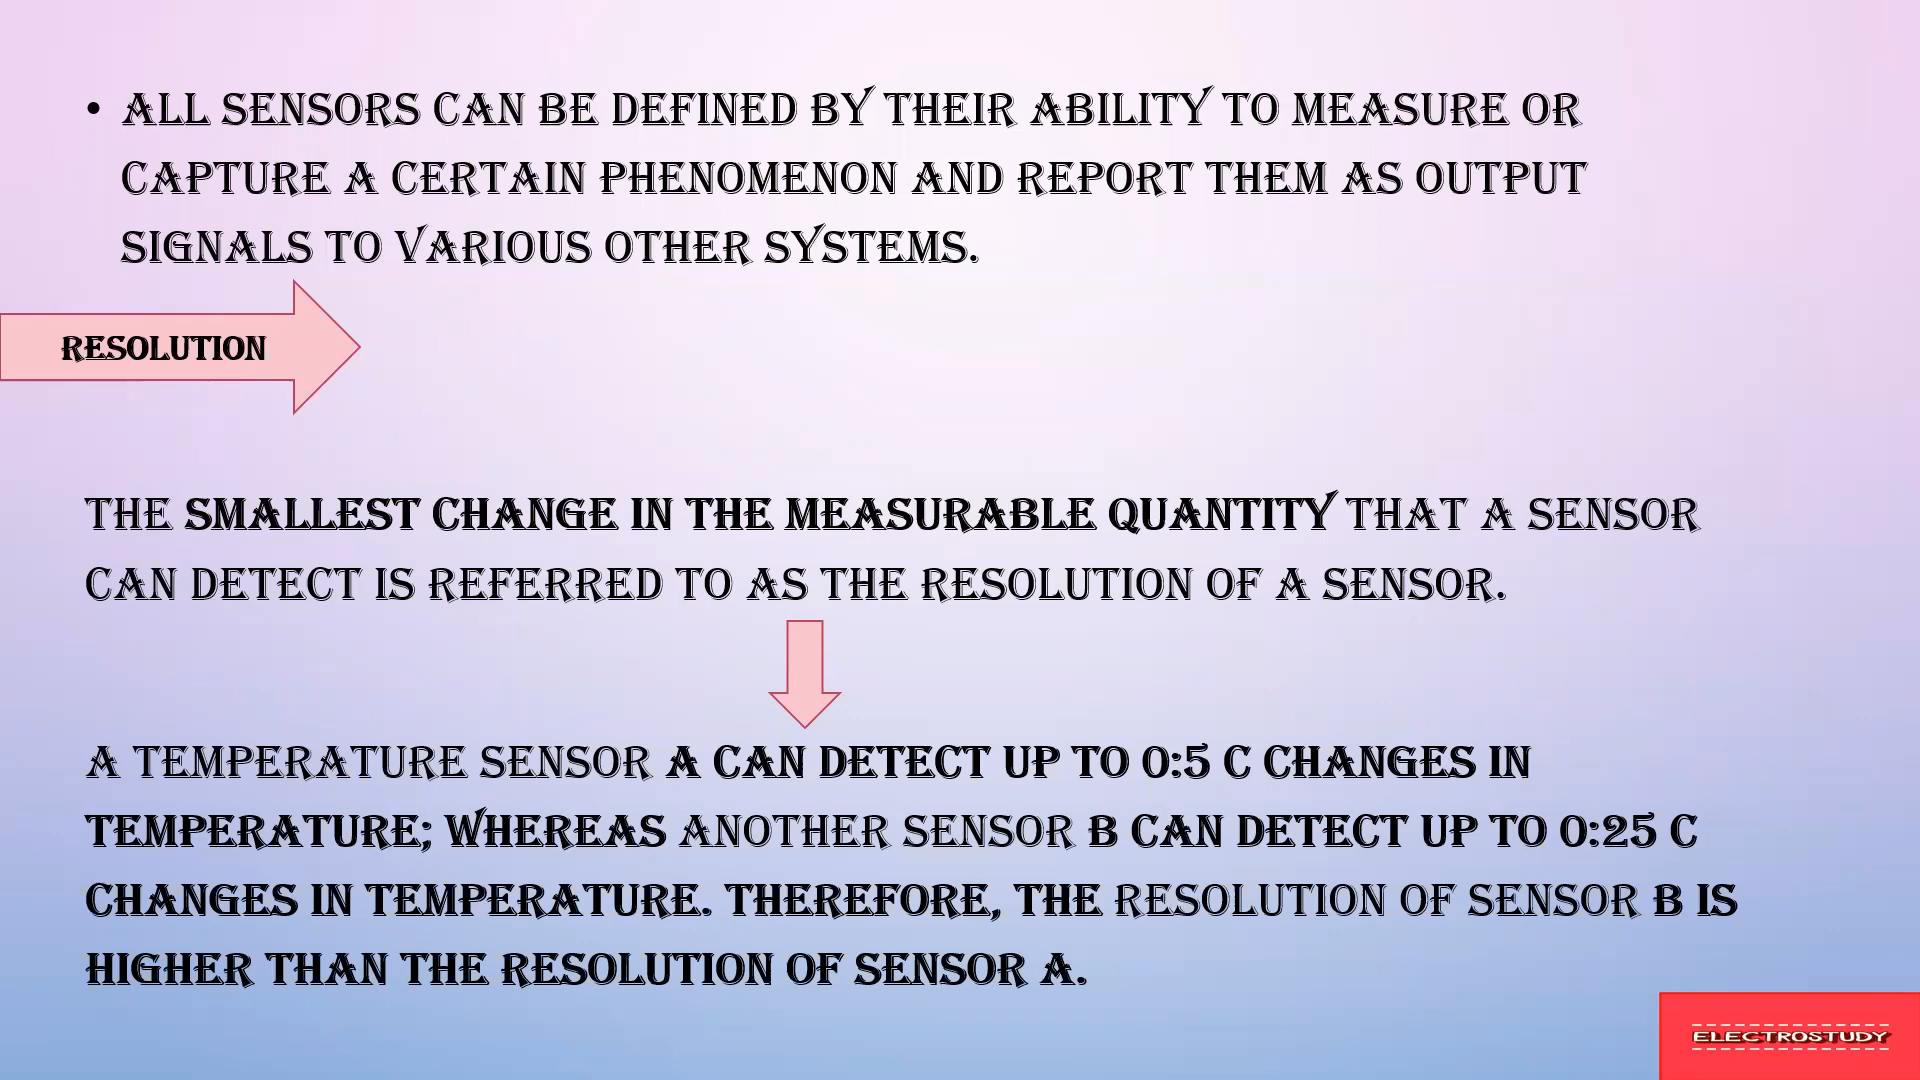 • ALL SENSORS CAN BE DEFINED BY THEIR ABILITY TO MEASURE OR
CAPTURE A CERTAIN PHENOMENON AND REPORT THEM AS OUTPUT
SIGNALS TO VARIOUS OTHER SYSTEMS.
RESOLUTION
THE SMALLEST CHANGE IN THE MEASURABLE QUANTITY THAT A SENSOR
CAN DETECT IS REFERRED TO AS THE RESOLUTION OF A SENSOR.
A TEMPERATURE SENSOR A CAN DETECT UP TO 0:5 C CHANGES IN
TEMPERATURE; WHEREAS ANOTHER SENSOR B CAN DETECT UP TO 0:25 C
CHANGES IN TEMPERATURE. THEREFORE, THE RESOLUTION OF SENSOR B IS
HIGHER THAN THE RESOLUTION OF SENSOR A.
ELECTROSTUDY